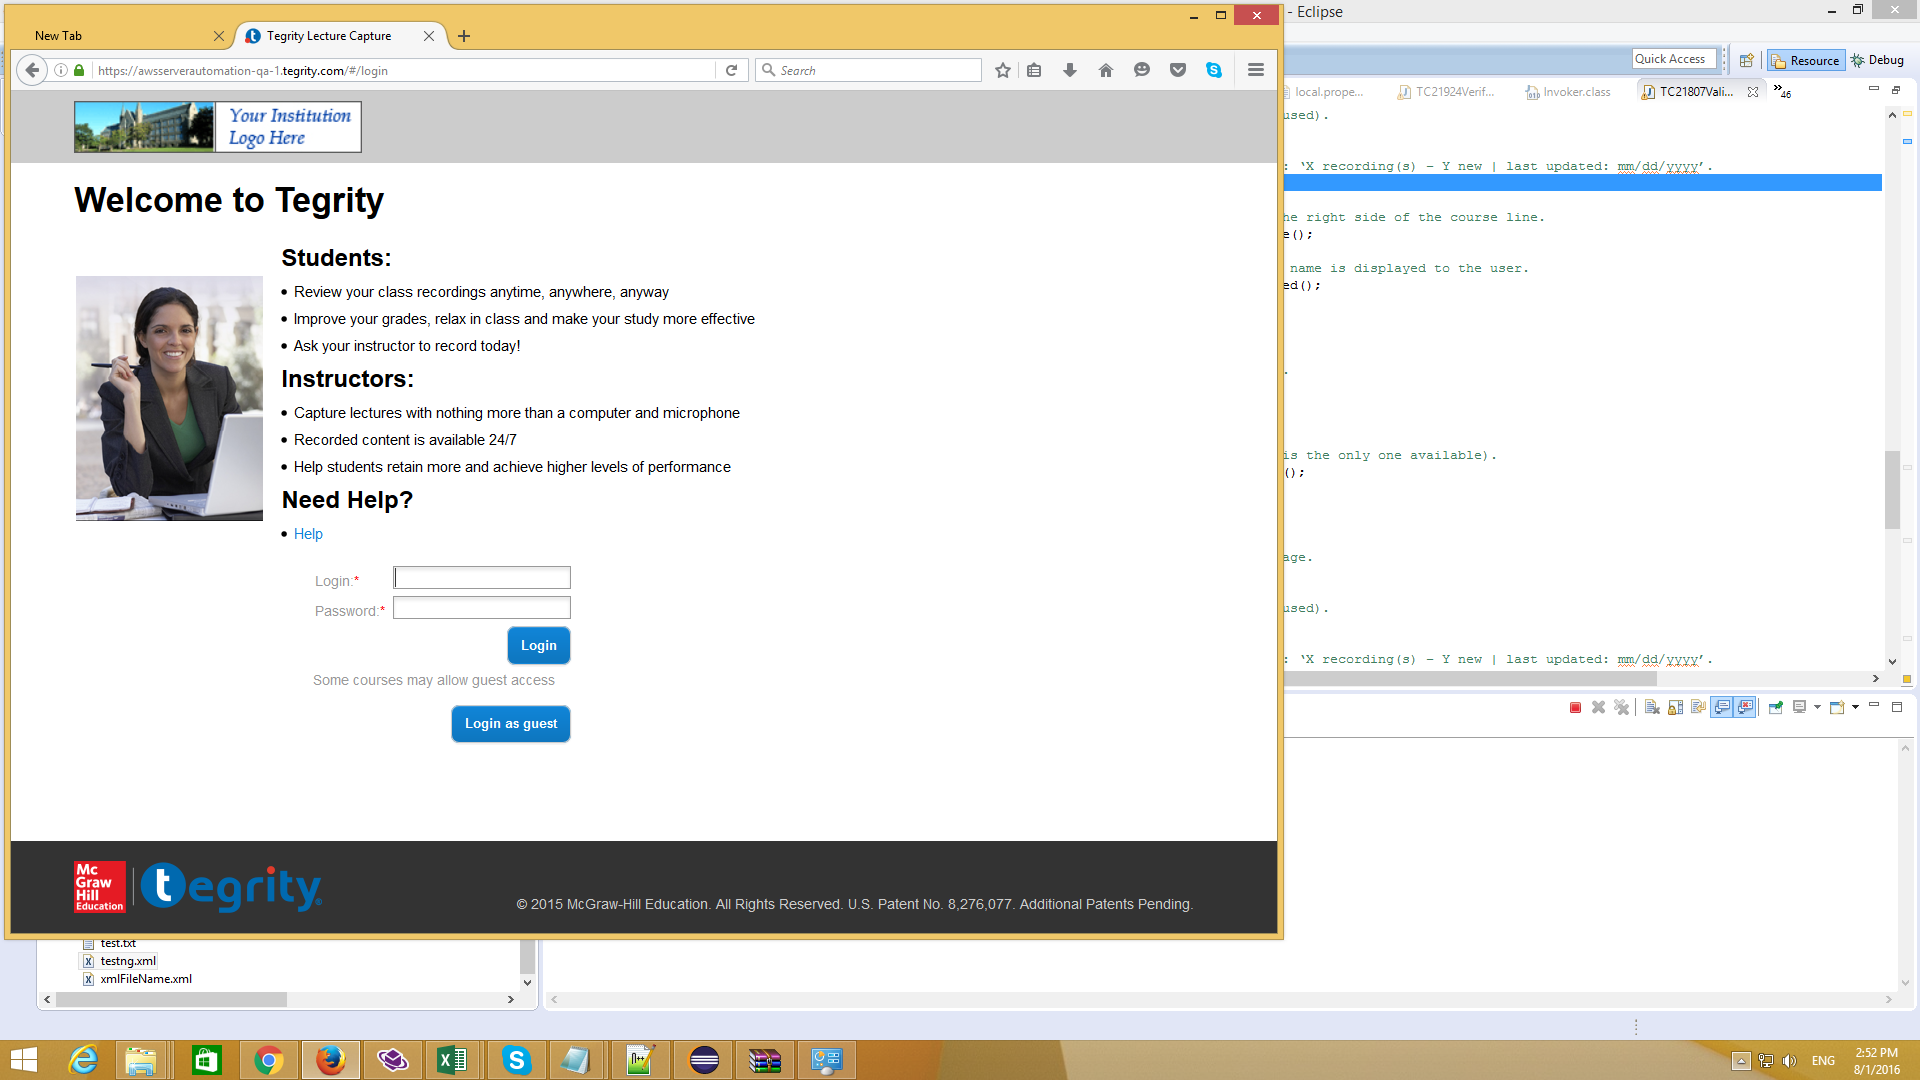 - Eclipse
New Tab
Tegrity Lecture Capture
https://awsserverautomation-qa-1.tegrity.com/#/login
Search
Quick Access
Resource
Debug
local.prope...
TC21924Verif...
Invoker.class
TC21807Vali...
46
Your Institution
Logo Here
Welcome to Tegrity
Students:
• Review your class recordings anytime, anywhere, anyway
• Improve your grades, relax in class and make your study more effective
• Ask your instructor to record today!
Instructors:
• Capture lectures with nothing more than a computer and microphone
• Recorded content is available 24/7
• Help students retain more and achieve higher levels of performance
Need Help?
• Help
Login:*
Password:*
Login
Some courses may allow guest access
Login as guest
Mc
Graw
Hill
Education
tegrity
© 2015 McGraw-Hill Education. All Rights Reserved. U.S. Patent No. 8,276,077. Additional Patents Pending.
used).
: ‘X recording(s) – Y new | last updated: mm/dd/yyyy’.
he right side of the course line.
e();
name is displayed to the user.
ed();
.
is the only one available).
();
age.
used).
: ‘X recording(s) – Y new | last updated: mm/dd/yyyy’.
test.txt
testng.xml
xmlFileName.xml
ENG
2:52 PM
8/1/2016